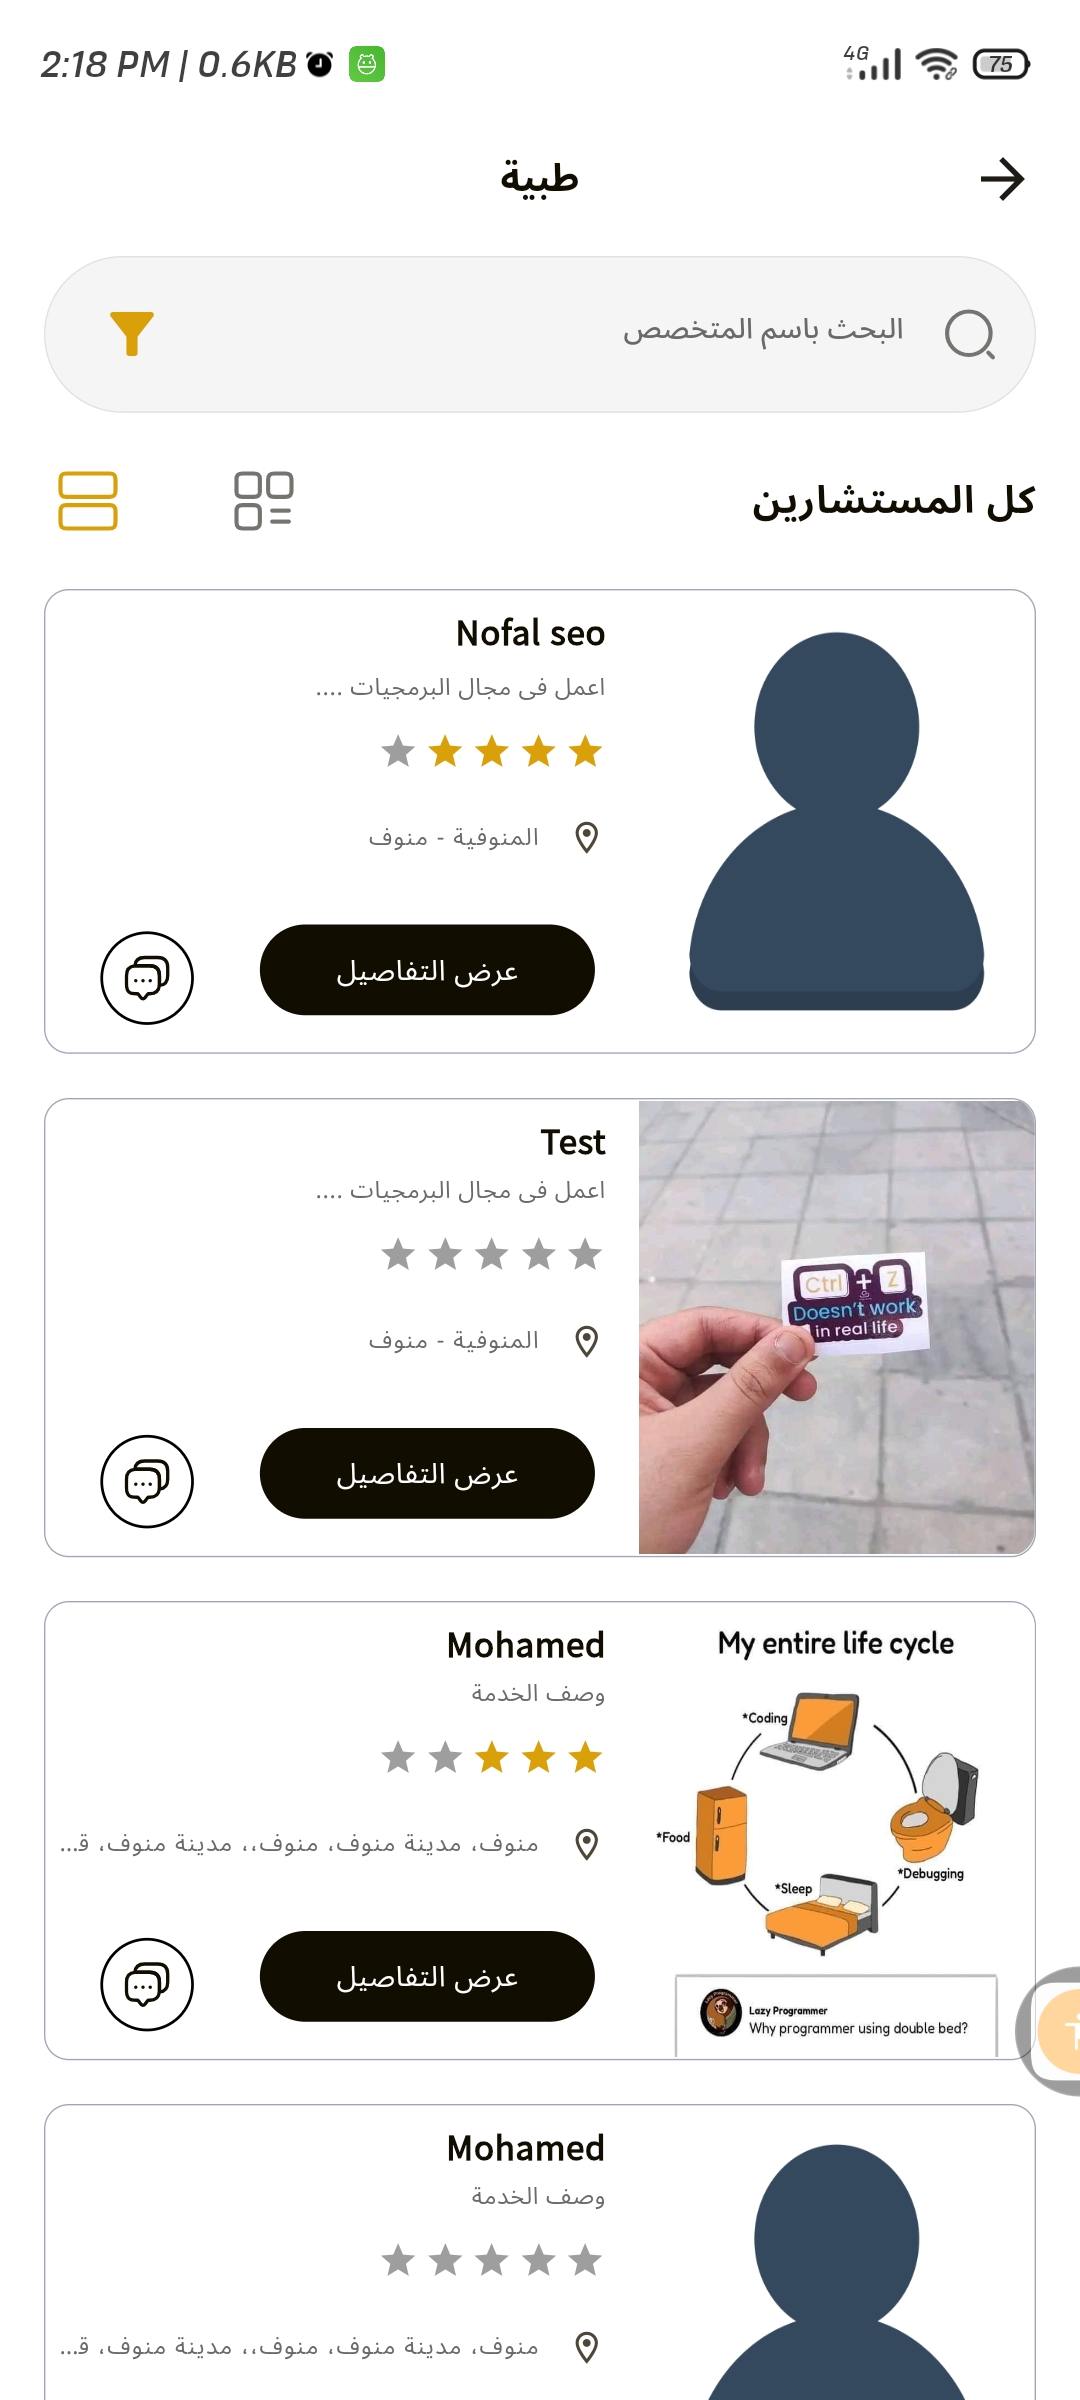 2:18 PM | 0.6KB
4G
75
طبية
البحث باسم المتخصص
كل المستشارين
Nofal seo
اعمل فى مجال البرمجيات ....
المنوفية - منوف
عرض التفاصيل
Test
اعمل فى مجال البرمجيات ....
المنوفية - منوف
عرض التفاصيل
Ctrl + Z
Doesn't work
in real life
Mohamed
وصف الخدمة
منوف، مدينة منوف، منوف،، مدينة منوف، ق...
عرض التفاصيل
My entire life cycle
*Coding
*Food
*Debugging
*Sleep
Lazy Programmer
Why programmer using double bed?
Mohamed
وصف الخدمة
منوف، مدينة منوف، منوف،، مدينة منوف، ق...